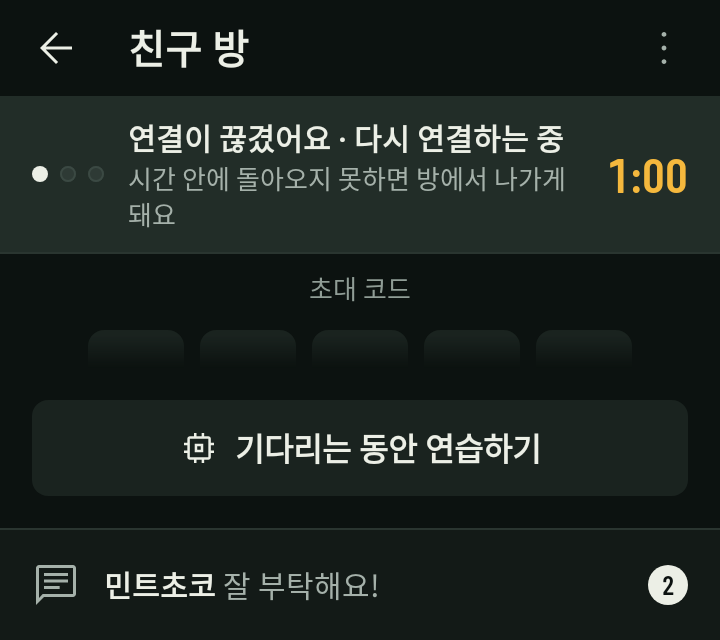 친구 방
연결이 끊겼어요 · 다시 연결하는 중
시간 안에 돌아오지 못하면 방에서 나가게
돼요
1:00
초대 코드
기다리는 동안 연습하기
민트초코 잘 부탁해요!
2